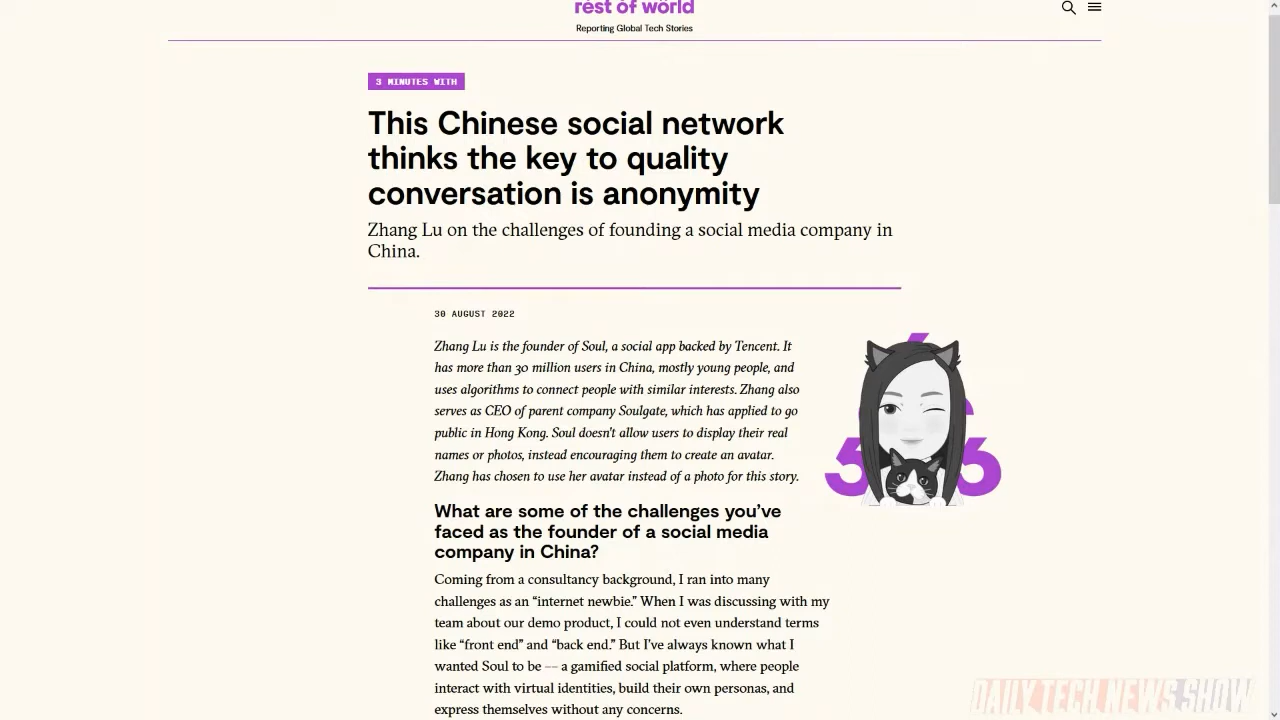 rest of world
Reporting Global Tech Stories
3 MINUTES WITH
This Chinese social network
thinks the key to quality
conversation is anonymity
Zhang Lu on the challenges of founding a social media company in
China.
30 AUGUST 2022
Zhang Lu is the founder of Soul, a social app backed by Tencent. It
has more than 30 million users in China, mostly young people, and
uses algorithms to connect people with similar interests. Zhang also
serves as CEO of parent company Soulgate, which has applied to go
public in Hong Kong. Soul doesn't allow users to display their real
names or photos, instead encouraging them to create an avatar.
Zhang has chosen to use her avatar instead of a photo for this story.
What are some of the challenges you’ve
faced as the founder of a social media
company in China?
Coming from a consultancy background, I ran into many
challenges as an “internet newbie.” When I was discussing with my
team about our demo product, I could not even understand terms
like “front end” and “back end.” But I’ve always known what I
wanted Soul to be –– a gamified social platform, where people
interact with virtual identities, build their own personas, and
express themselves without any concerns.
DAILY TECH NEWS SHOW